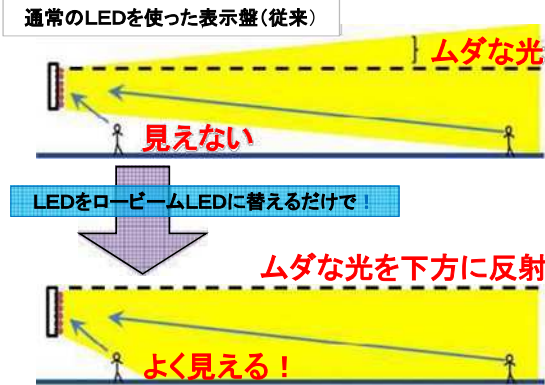 通常のLEDを使った表示盤(従来)
ムダな光
見えない
LEDをロービームLEDに替えるだけで!
ムダな光を下方に反射
よく見える!